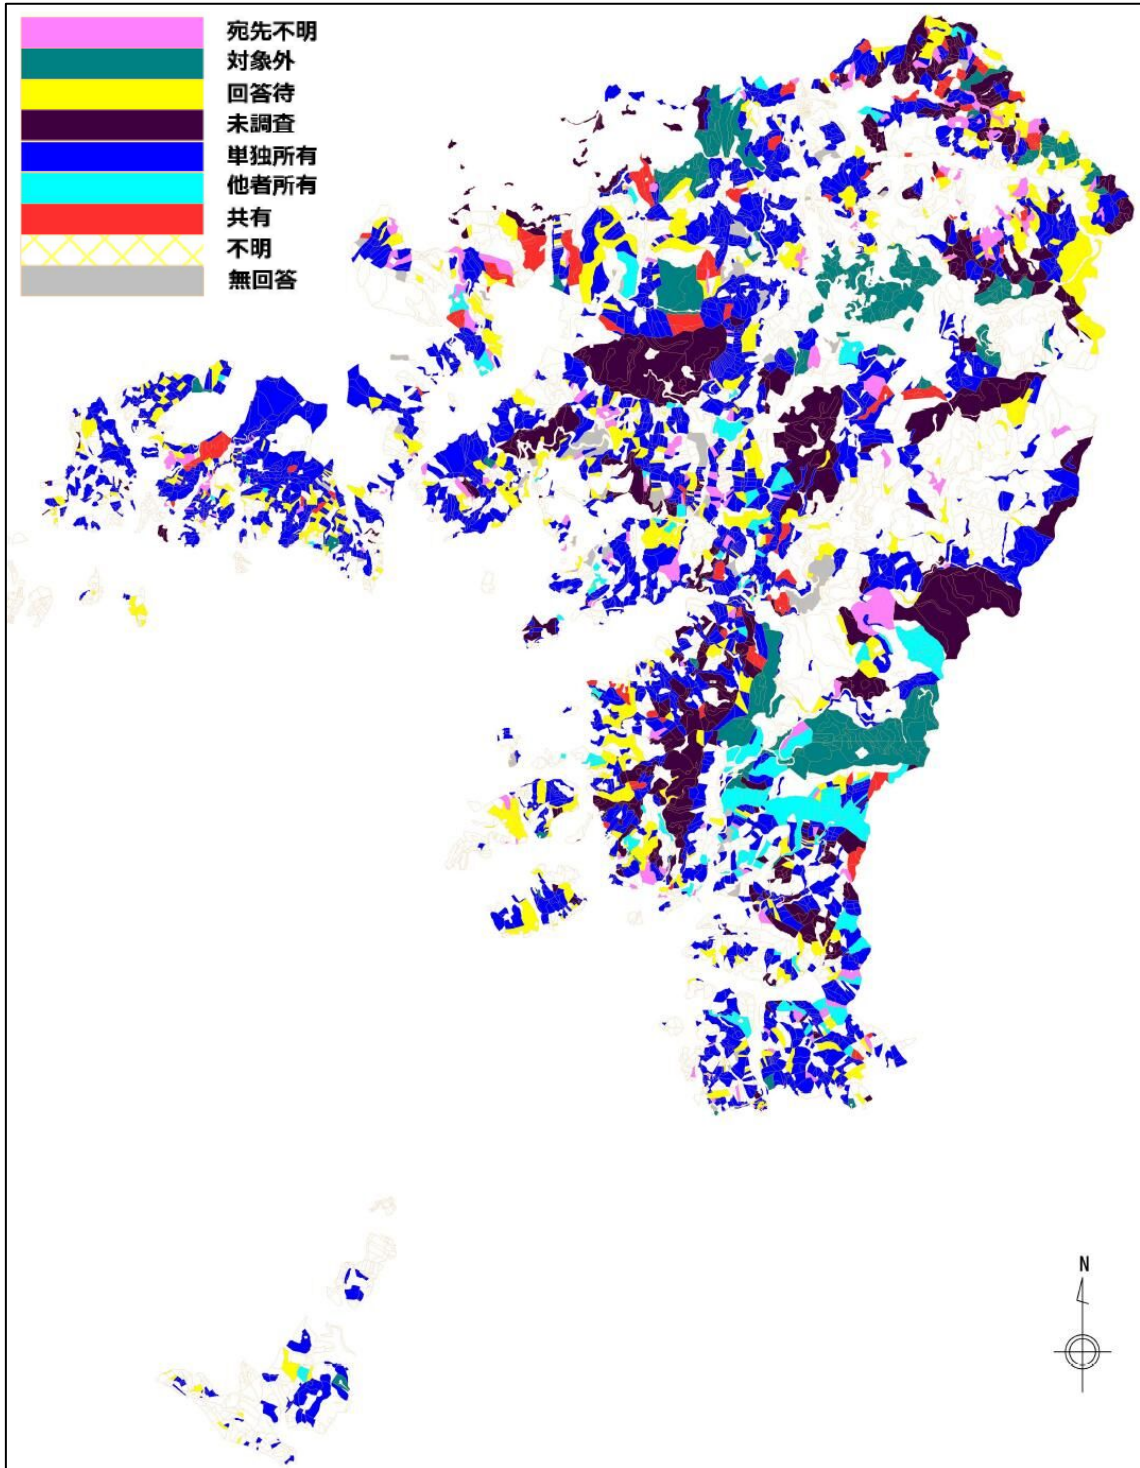 宛先不明
対象外
回答待
未調査
単独所有
他者所有
共有
不明
無回答
N